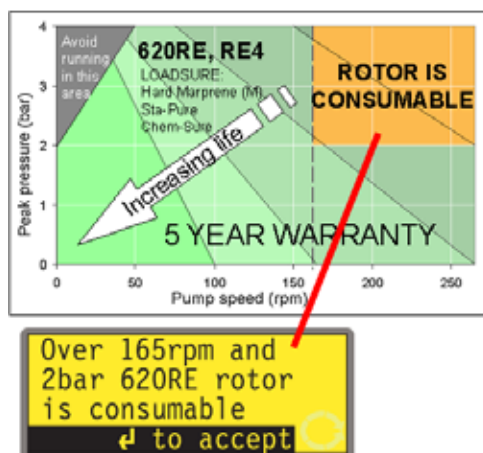 4
3
2
1
0
Peak pressure (bar)
Avoid
running
in this
area
620RE, RE4
LOADSURE:
Hard Marprene (M)
Sta-Pure
Chem-Sure
Increasing life
ROTOR IS
CONSUMABLE
5 YEAR WARRANTY
0 50 100 150 200 250
Pump speed (rpm)
Over 165rpm and
2bar 620RE rotor
is consumable
↲ to accept